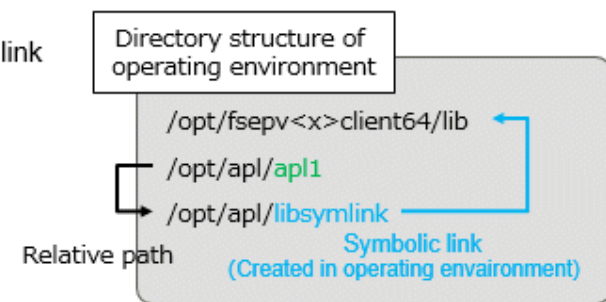 link
Directory structure of
operating environment
/opt/fsepv<x>client64/lib
/opt/apl/apl1
/opt/apl/libsymlink
Relative path
Symbolic link
(Created in operating envaironment)